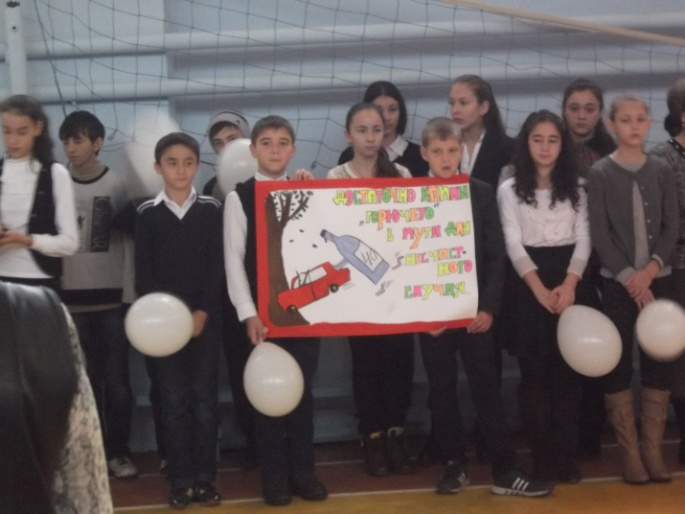 ДОСТАТОЧНО КАПЛИ
„ГОРЮЧЕГО"
В ПУТИ ДЛЯ
НЕСЧАСТ-
НОГО
СЛУЧАЯ...